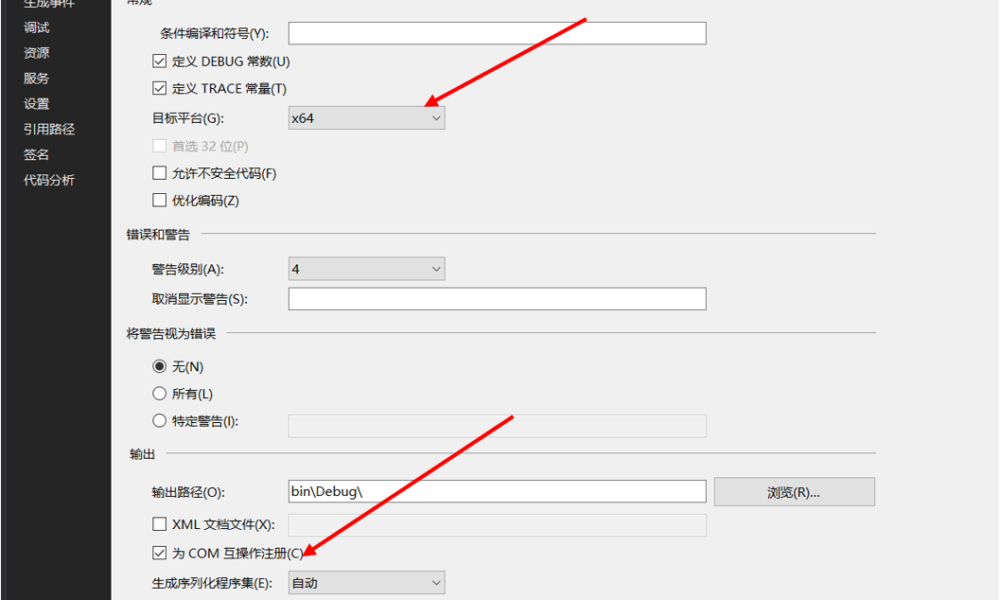 生成事件
调试
资源
服务
设置
引用路径
签名
代码分析
常规
条件编译和符号(Y):
定义 DEBUG 常数(U)
定义 TRACE 常量(T)
目标平台(G): x64
首选 32 位(P)
允许不安全代码(F)
优化编码(Z)
错误和警告
警告级别(A): 4
取消显示警告(S):
将警告视为错误
无(N)
所有(L)
特定警告(I):
输出
输出路径(O): bin\Debug\ 浏览(R)...
XML 文档文件(X):
为 COM 互操作注册(C)
生成序列化程序集(E): 自动